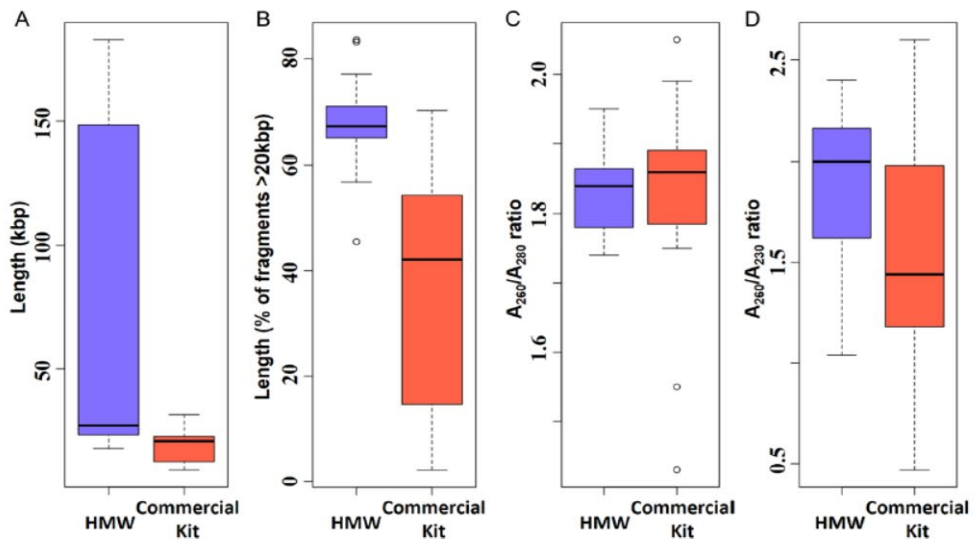 A
Length (kbp)
150
100
50
HMW
Commercial
Kit
B
Length (% of fragments >20kbp)
80
60
40
20
0
HMW
Commercial
Kit
C
A260/A280 ratio
2.0
1.8
1.6
HMW
Commercial
Kit
D
A260/A230 ratio
2.5
1.5
0.5
HMW
Commercial
Kit